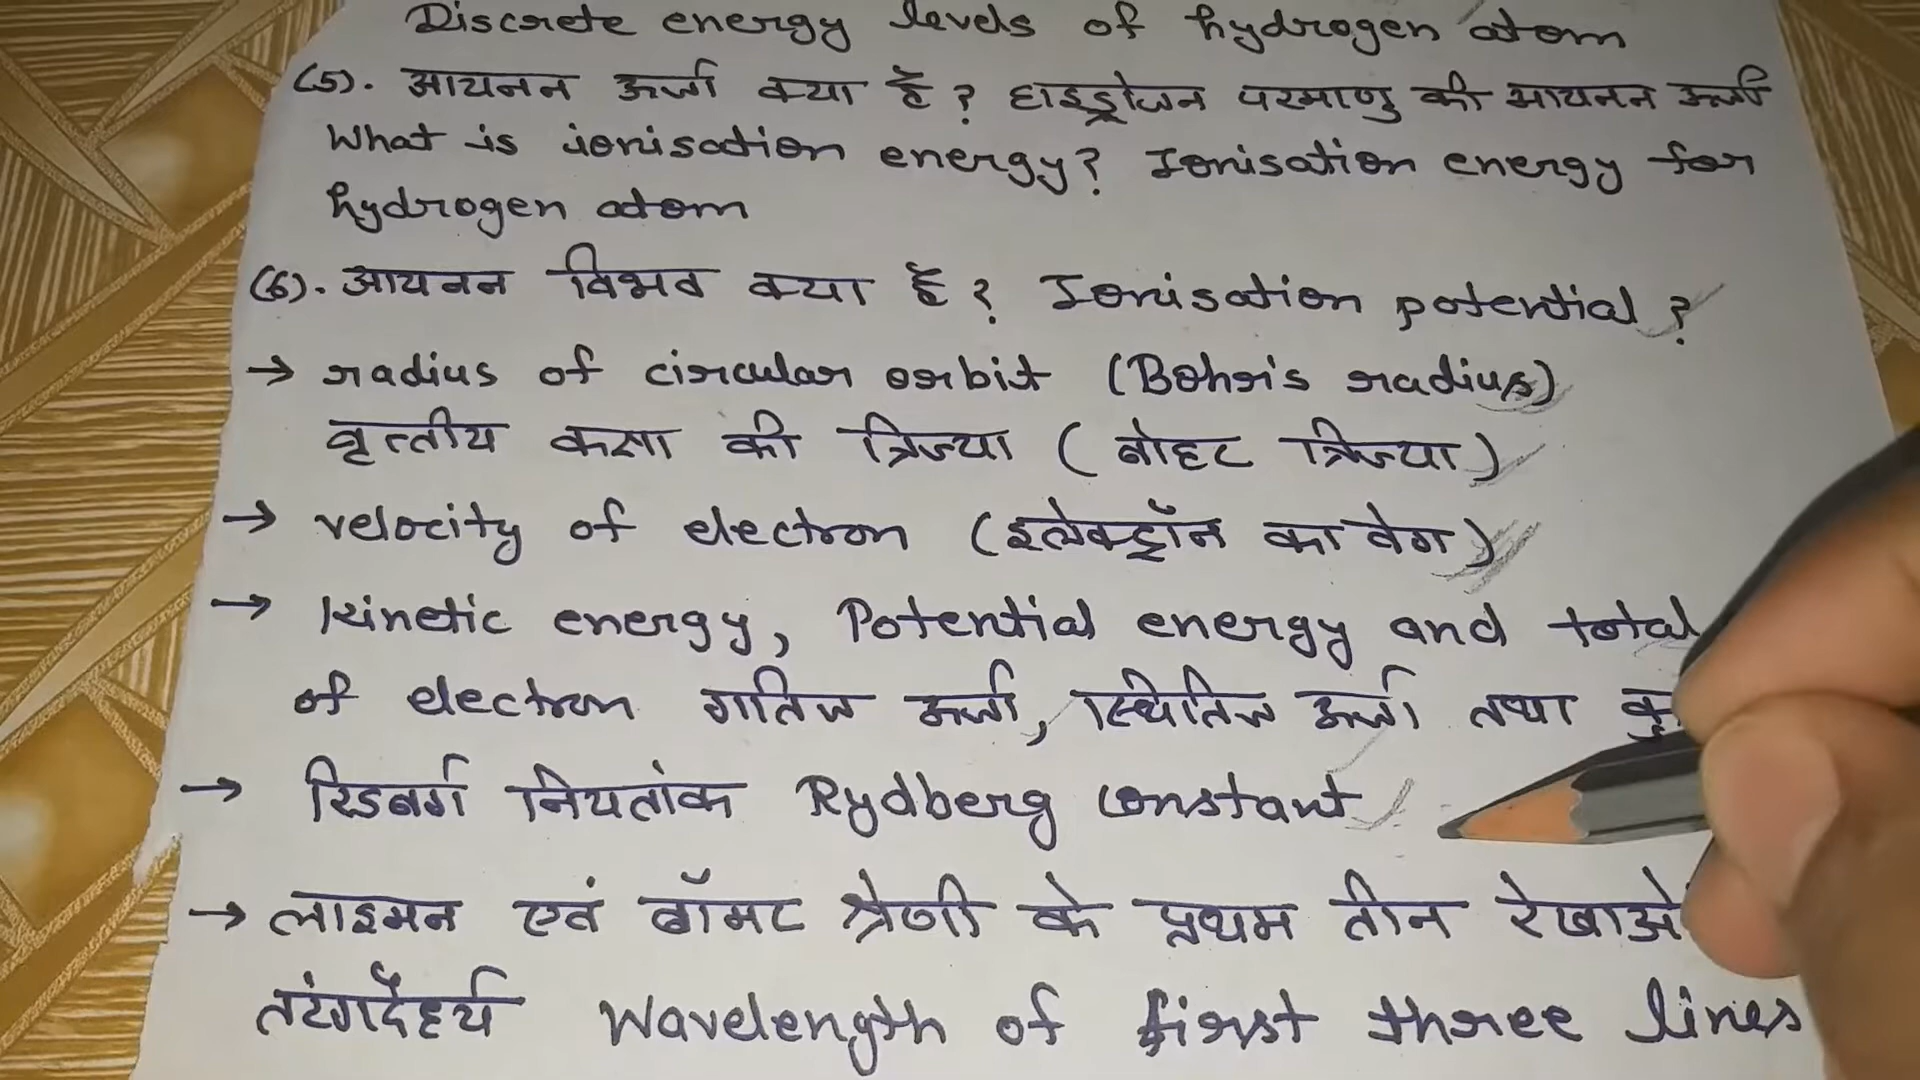 Discrete energy levels of hydrogen atom
(5). आयनन ऊर्जा क्या है ? हाइड्रोजन परमाणु की आयनन ऊर्जा
What is ionisation energy? Ionisation energy for
hydrogen atom
(6). आयनन विभव क्या है ? Ionisation potential ?
→ radius of circular orbit (Bohr's radius)
वृत्तीय कक्षा की त्रिज्या ( बोहर त्रिज्या )
→ velocity of electron (इलेक्ट्रॉन का वेग)
→ Kinetic energy, Potential energy and total
of electron गतिज ऊर्जा, स्थितिज ऊर्जा तथा
→ रिडबर्ग नियतांक Rydberg constant
→ लाइमन एवं बॉमर श्रेणी के प्रथम तीन
तरंगदैर्ध्य Wavelength of first three lines